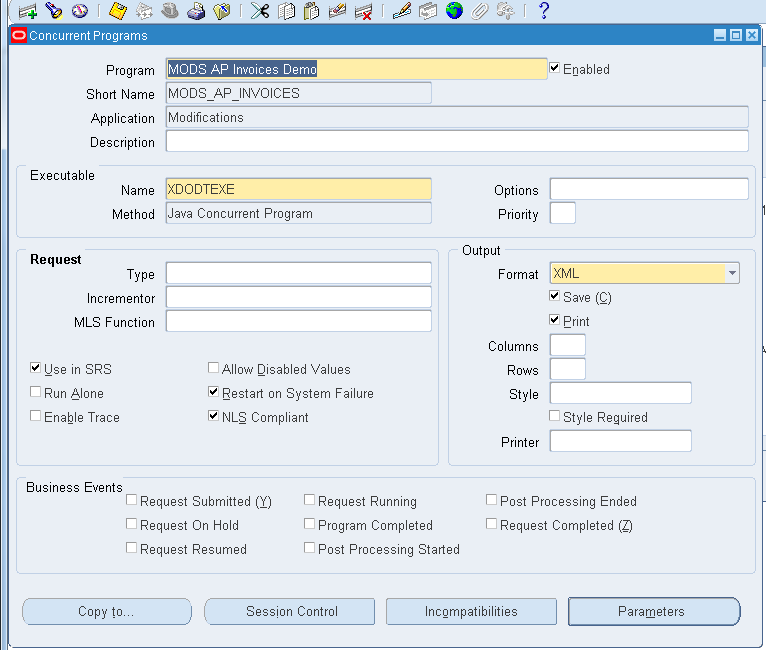 Concurrent Programs
Program MODS AP Invoices Demo Enabled
Short Name MODS_AP_INVOICES
Application Modifications
Description
Executable
Name XDODTEXE Options
Method Java Concurrent Program Priority
Request
Type
Incrementor
MLS Function
Use in SRS Allow Disabled Values
Run Alone Restart on System Failure
Enable Trace NLS Compliant
Output
Format XML
Save (C)
Print
Columns
Rows
Style
Style Required
Printer
Business Events
Request Submitted (Y) Request Running Post Processing Ended
Request On Hold Program Completed Request Completed (Z)
Request Resumed Post Processing Started
Copy to... Session Control Incompatibilities Parameters